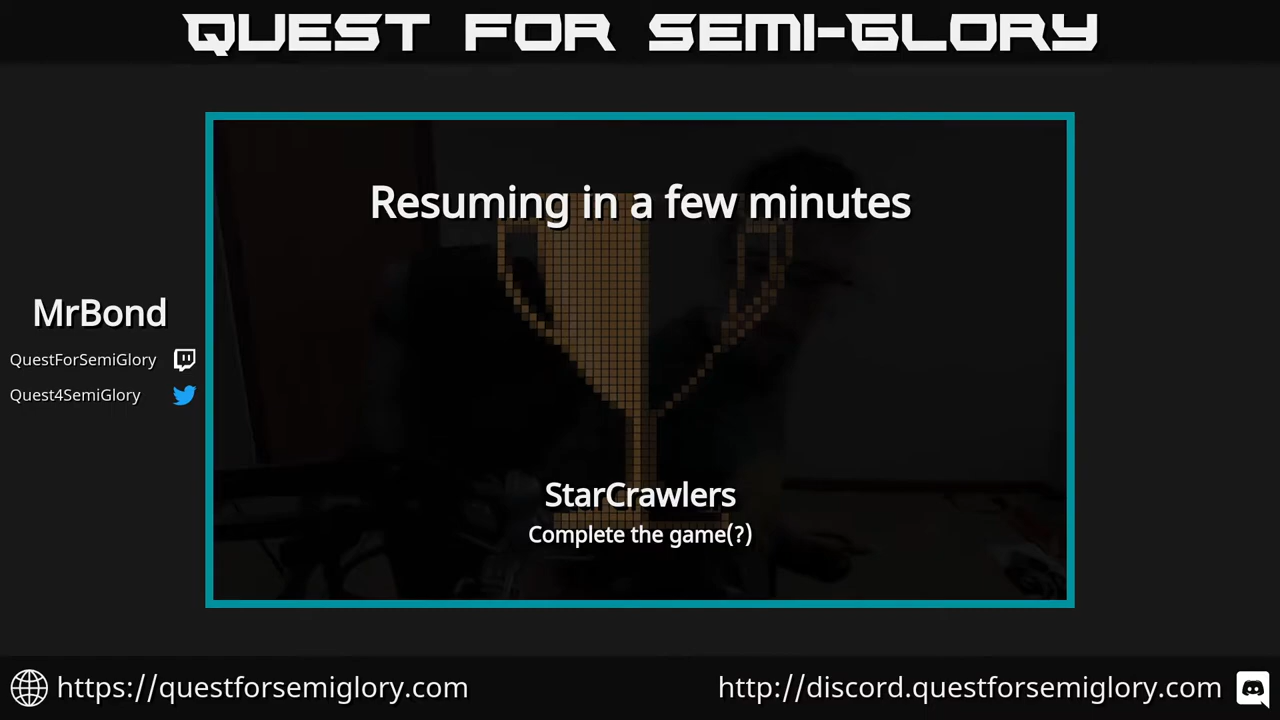 QUEST FOR SEMI-GLORY
Resuming in a few minutes
MrBond
QuestForSemiGlory
Quest4SemiGlory
StarCrawlers
Complete the game(?)
https://questforsemiglory.com
http://discord.questforsemiglory.com